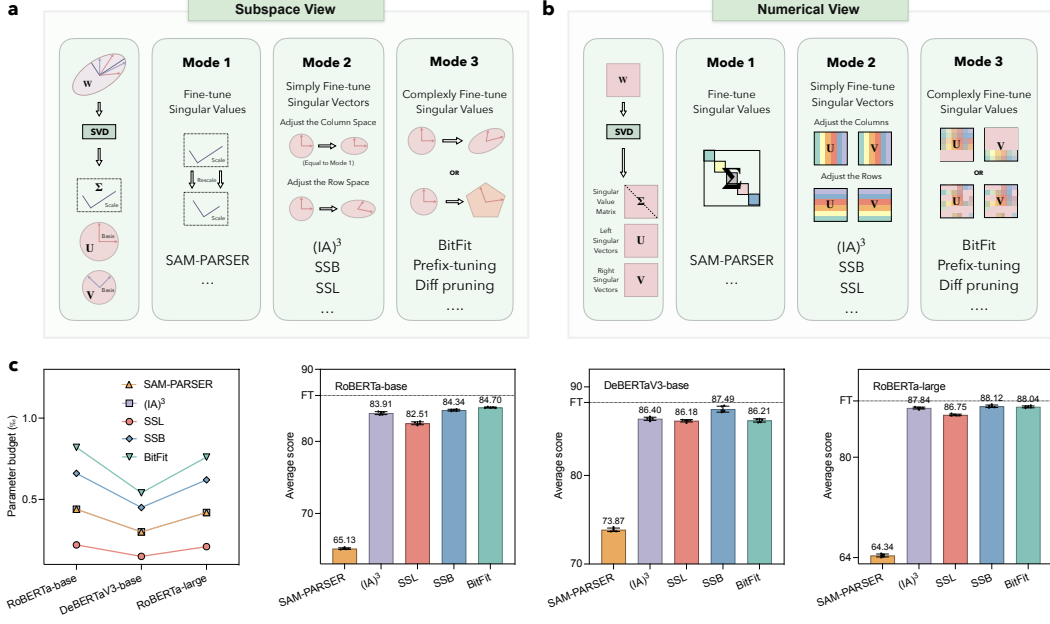 a
Subspace View
W
SVD
Σ
Scale
U
Basis
V
Basis
Mode 1
Fine-tune
Singular Values
Scale
Rescale
Scale
SAM-PARSER
...
Mode 2
Simply Fine-tune
Singular Vectors
Adjust the Column Space
(Equal to Mode 1)
Adjust the Row Space
(IA)³
SSB
SSL
...
Mode 3
Complexly Fine-tune
Singular Values
OR
BitFit
Prefix-tuning
Diff pruning
....
b
Numerical View
W
SVD
Singular
Value
Matrix
Σ
Left
Singular
Vectors
U
Right
Singular
Vectors
V
Mode 1
Fine-tune
Singular Values
Σ
SAM-PARSER
...
Mode 2
Simply Fine-tune
Singular Vectors
Adjust the Columns
U V
Adjust the Rows
U V
(IA)³
SSB
SSL
...
Mode 3
Complexly Fine-tune
Singular Values
U V
OR
U V
BitFit
Prefix-tuning
Diff pruning
....
c
Parameter budget (‰)
1.0
0.5
SAM-PARSER
(IA)³
SSL
SSB
BitFit
RoBERTa-base
DeBERTaV3-base
RoBERTa-large
RoBERTa-base
Average score
90
FT
80
70
65.13
83.91
82.51
84.34
84.70
SAM-PARSER
(IA)³
SSL
SSB
BitFit
DeBERTaV3-base
Average score
90
FT
80
70
73.87
86.40
86.18
87.49
86.21
SAM-PARSER
(IA)³
SSL
SSB
BitFit
RoBERTa-large
Average score
FT
80
64
64.34
87.84
86.75
88.12
88.04
SAM-PARSER
(IA)³
SSL
SSB
BitFit